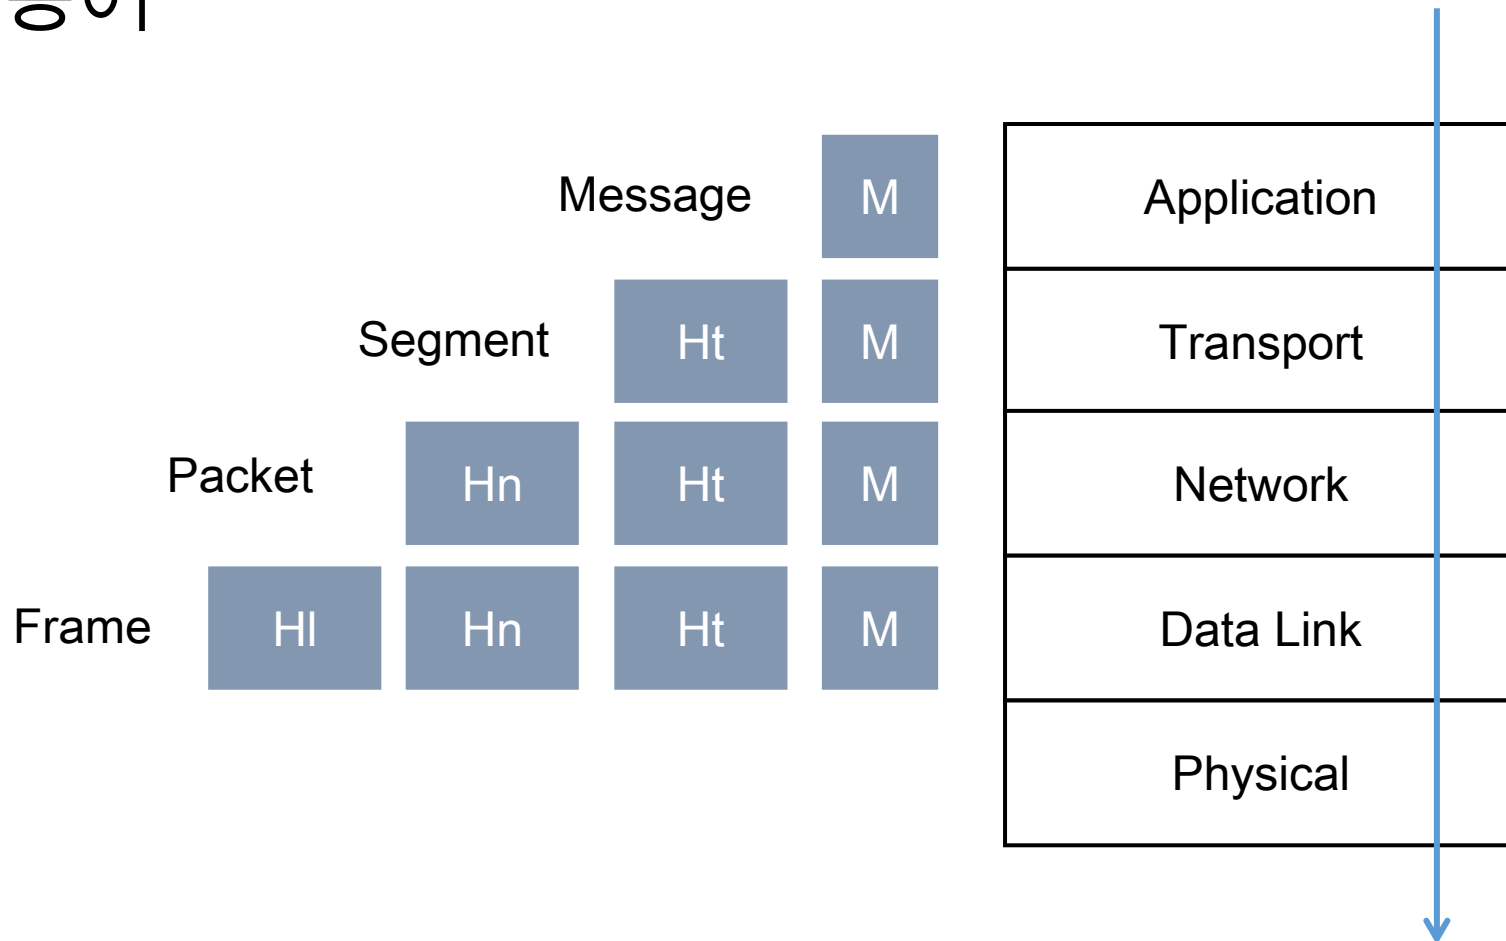 Message M Application
Segment Ht M Transport
Packet Hn Ht M Network
Frame Hl Hn Ht M Data Link
Physical